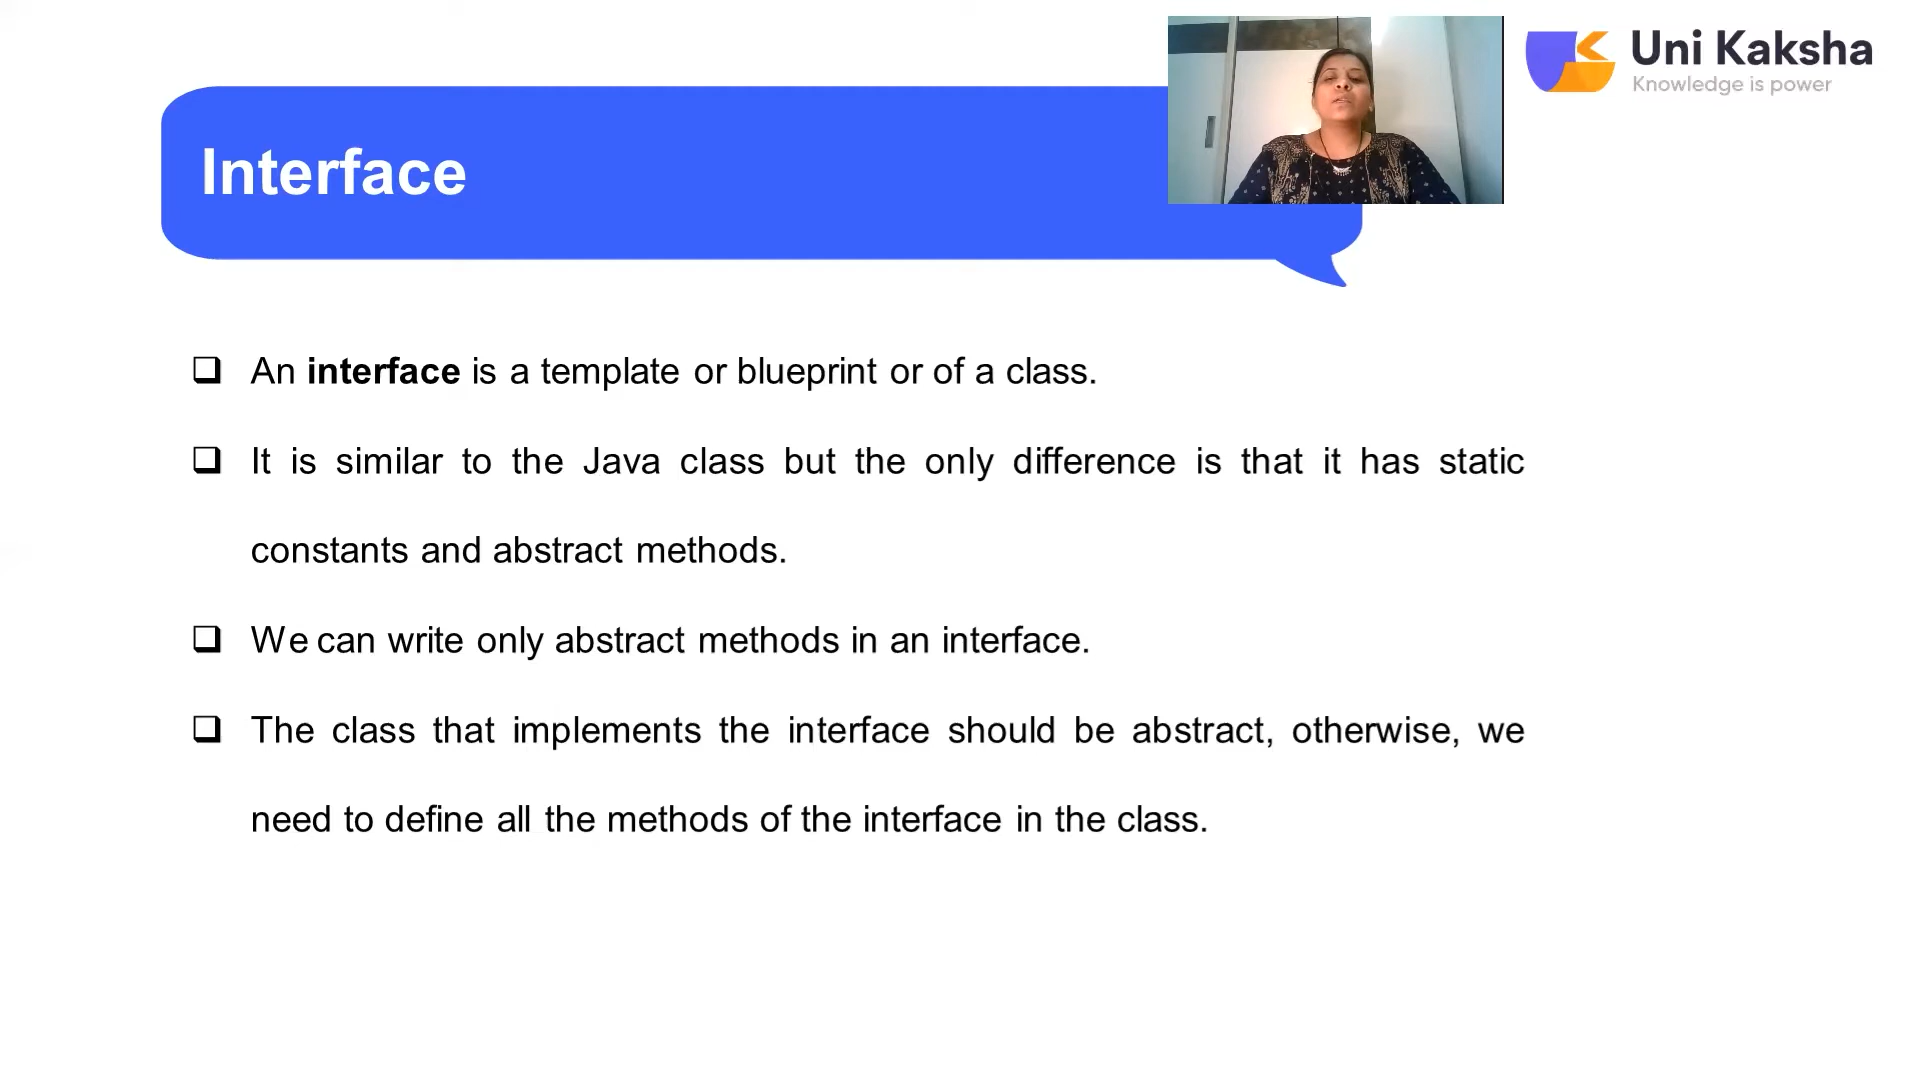 Uni Kaksha
Knowledge is power
Interface
An interface is a template or blueprint or of a class.
It is similar to the Java class but the only difference is that it has static
constants and abstract methods.
We can write only abstract methods in an interface.
The class that implements the interface should be abstract, otherwise, we
need to define all the methods of the interface in the class.